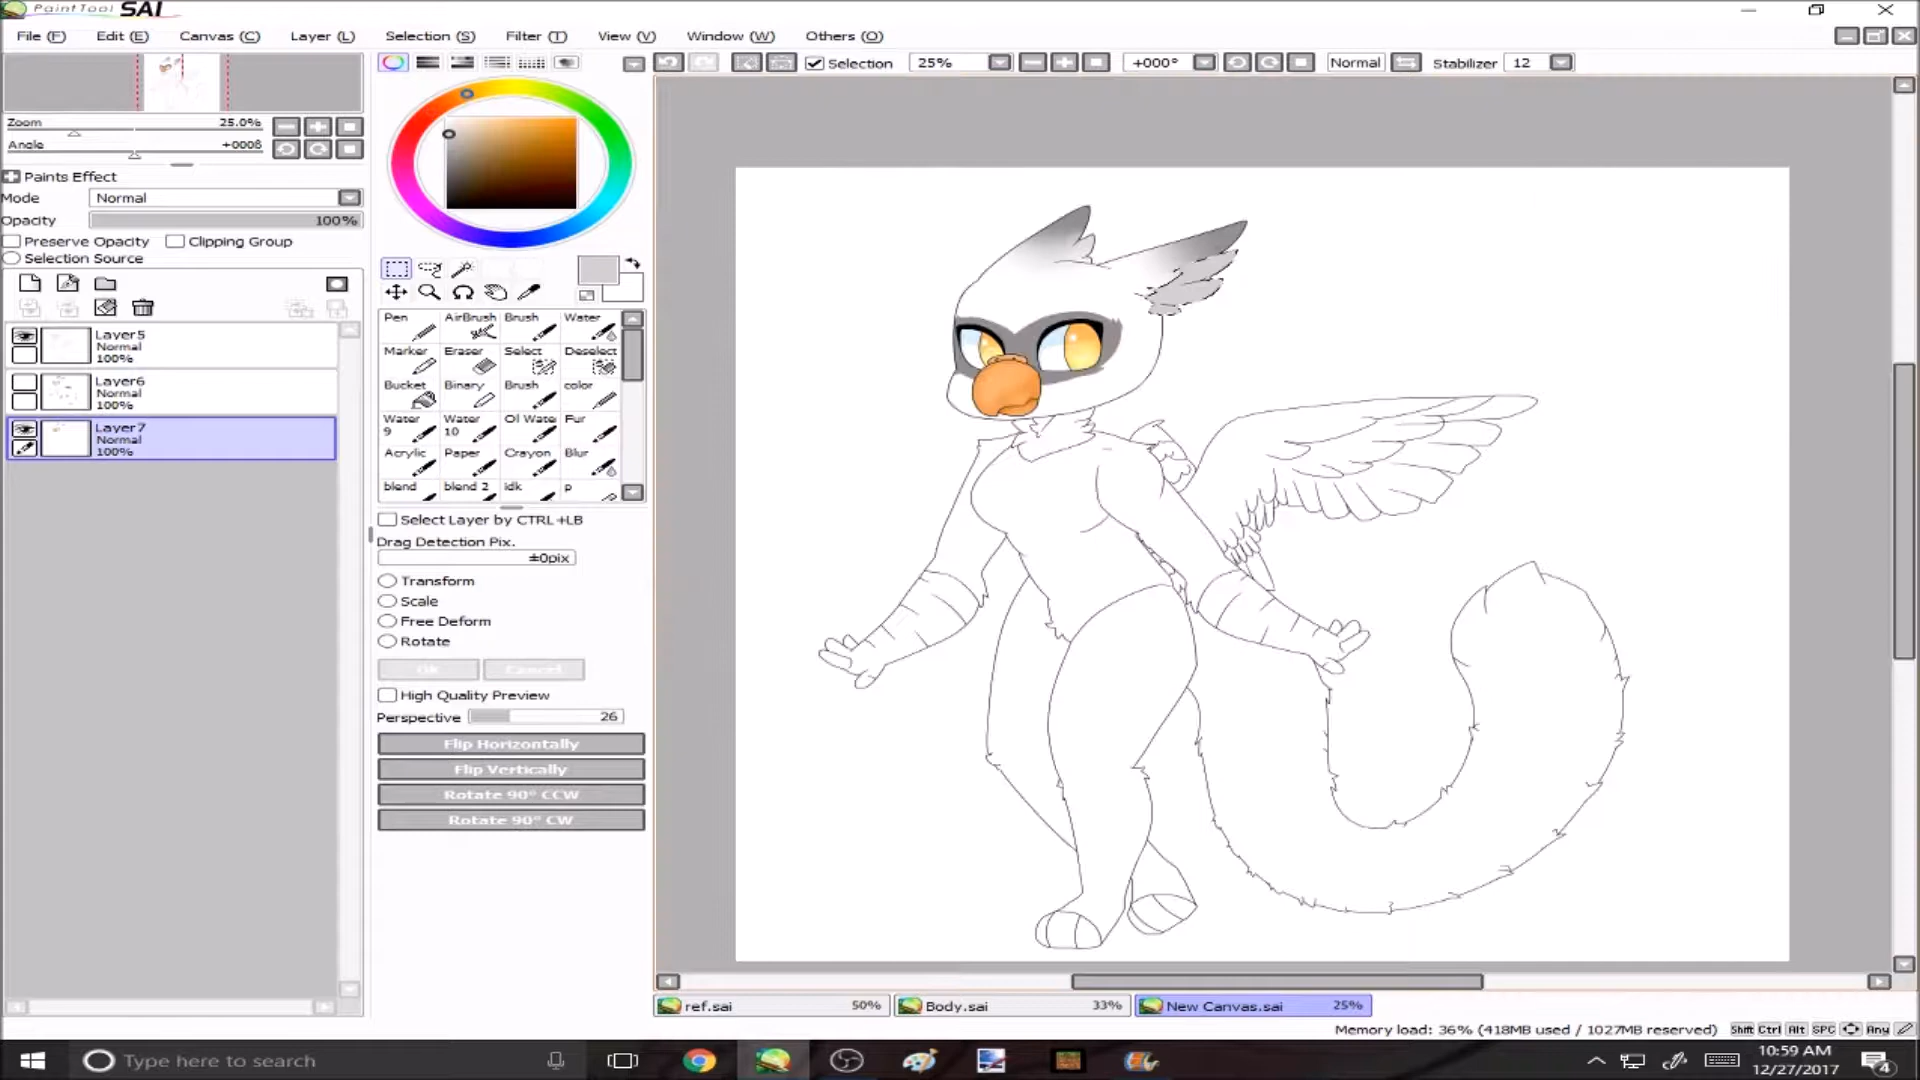 PaintTool SAI
File (F) Edit (E) Canvas (C) Layer (L) Selection (S) Filter (T) View (V) Window (W) Others (O)
Selection 25% +000° Normal Stabilizer 12
Zoom 25.0%
Angle +000ß
Paints Effect
Mode Normal
Opacity 100%
Preserve Opacity Clipping Group
Selection Source
Layer5
Normal
100%
Layer6
Normal
100%
Layer7
Normal
100%
Pen AirBrush Brush Water
Marker Eraser Select Deselect
Bucket Binary Brush color
Water 9 Water 10 Ol Wate Fur
Acrylic Paper Crayon Blur
blend blend 2 idk p
Select Layer by CTRL+LB
Drag Detection Pix.
±0pix
Transform
Scale
Free Deform
Rotate
OK Cancel
High Quality Preview
Perspective 26
Flip Horizontally
Flip Vertically
Rotate 90° CCW
Rotate 90° CW
ref.sai 50% Body.sai 33% New Canvas.sai 25%
Memory load: 36% (418MB used / 1027MB reserved) Shift Ctrl Alt SPC Any
Type here to search
10:59 AM
12/27/2017
4